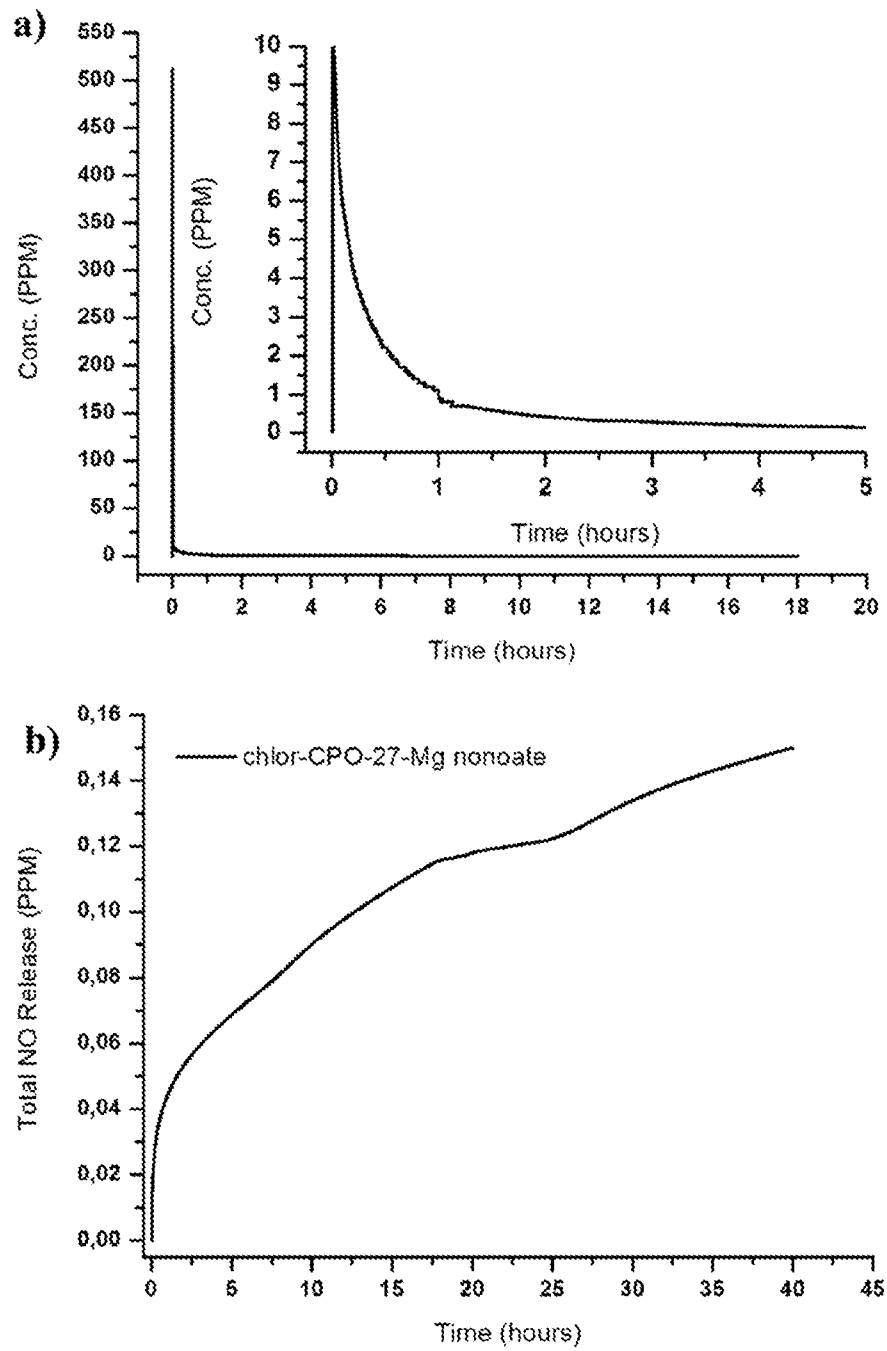 a)
550
500
450
400
350
300
250
200
150
100
50
0
Conc. (PPM)
0 2 4 6 8 10 12 14 16 18 20
Time (hours)
10
9
8
7
6
5
4
3
2
1
0
Conc. (PPM)
0 1 2 3 4 5
Time (hours)
b)
0,16
0,14
0,12
0,10
0,08
0,06
0,04
0,02
0,00
Total NO Release (PPM)
chlor-CPO-27-Mg nonoate
0 5 10 15 20 25 30 35 40 45
Time (hours)